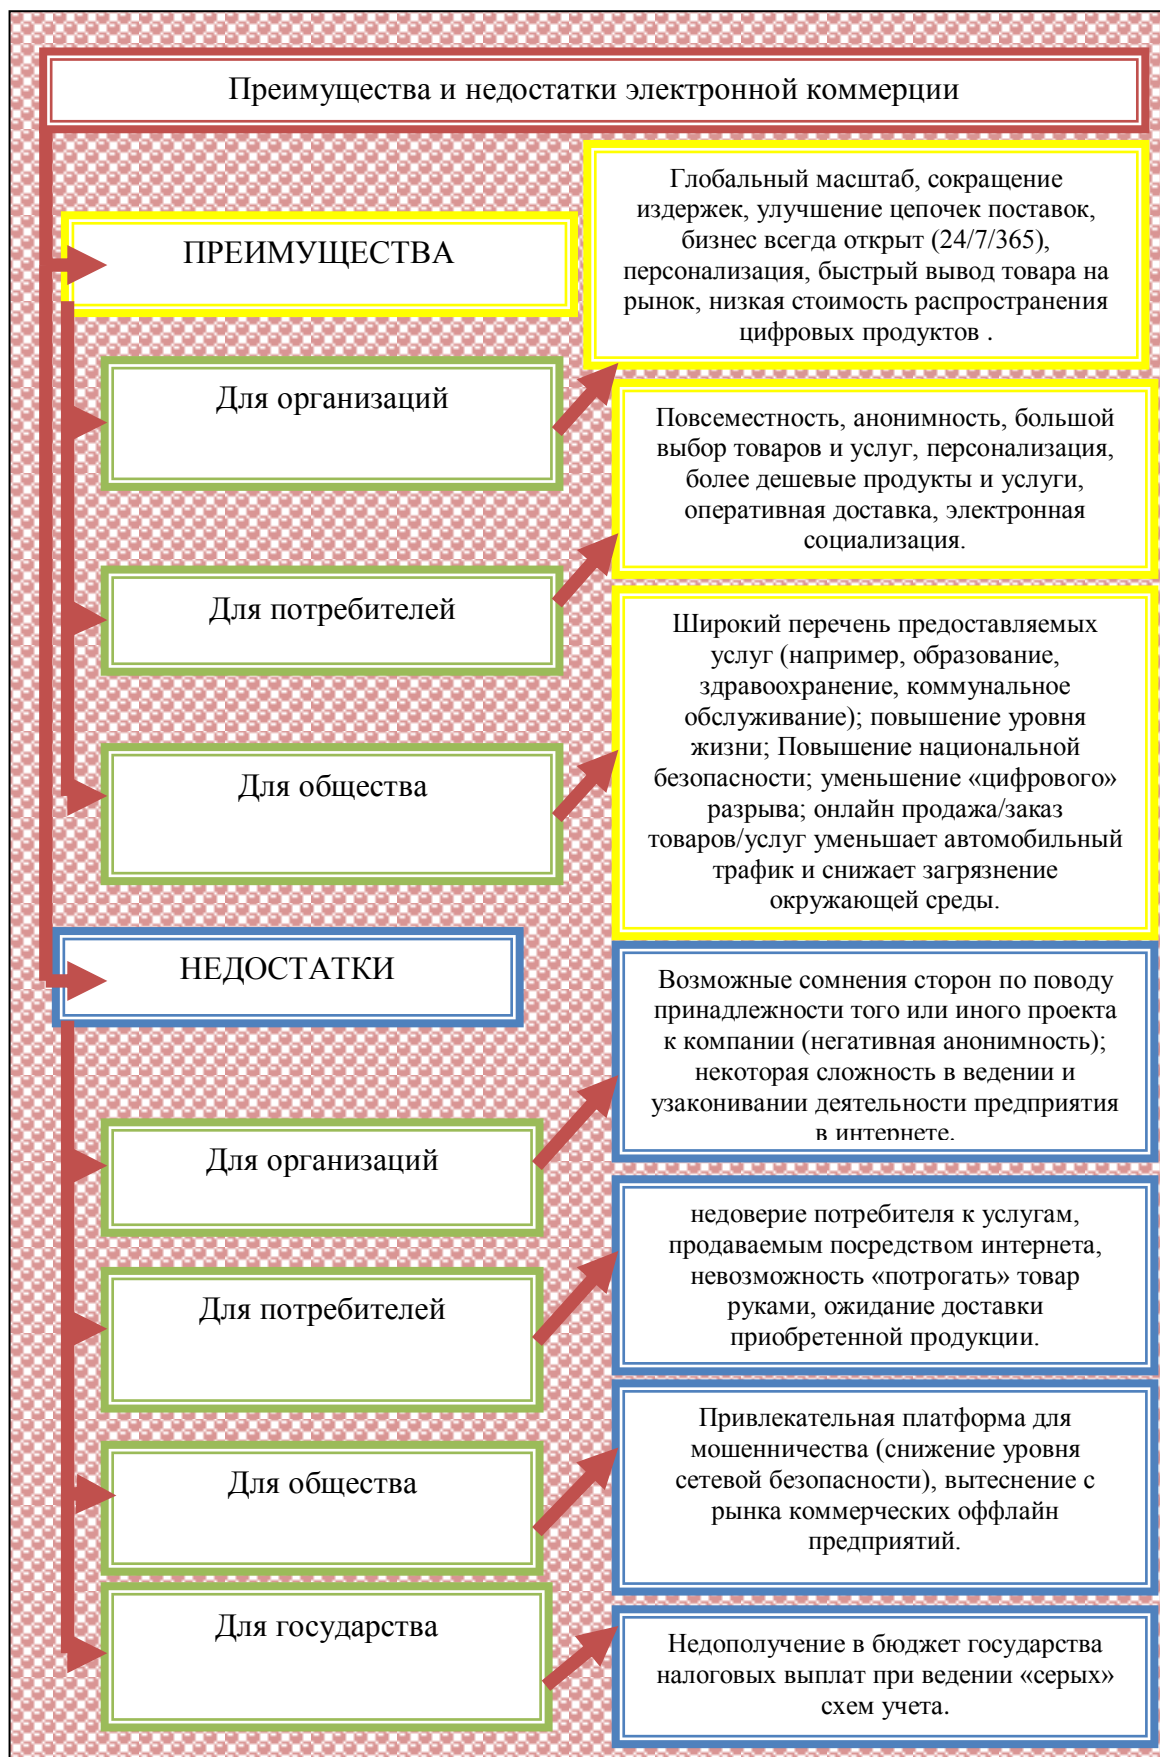 Преимущества и недостатки электронной коммерции
ПРЕИМУЩЕСТВА
Для организаций
Глобальный масштаб, сокращение
издержек, улучшение цепочек поставок,
бизнес всегда открыт (24/7/365),
персонализация, быстрый вывод товара на
рынок, низкая стоимость распространения
цифровых продуктов .
Для потребителей
Повсеместность, анонимность, большой
выбор товаров и услуг, персонализация,
более дешевые продукты и услуги,
оперативная доставка, электронная
социализация.
Для общества
Широкий перечень предоставляемых
услуг (например, образование,
здравоохранение, коммунальное
обслуживание); повышение уровня
жизни; Повышение национальной
безопасности; уменьшение «цифрового»
разрыва; онлайн продажа/заказ
товаров/услуг уменьшает автомобильный
трафик и снижает загрязнение
окружающей среды.
НЕДОСТАТКИ
Для организаций
Возможные сомнения сторон по поводу
принадлежности того или иного проекта
к компании (негативная анонимность);
некоторая сложность в ведении и
узаконивании деятельности предприятия
в интернете.
Для потребителей
недоверие потребителя к услугам,
продаваемым посредством интернета,
невозможность «потрогать» товар
руками, ожидание доставки
приобретенной продукции.
Для общества
Привлекательная платформа для
мошенничества (снижение уровня
сетевой безопасности), вытеснение с
рынка коммерческих оффлайн
предприятий.
Для государства
Недополучение в бюджет государства
налоговых выплат при ведении «серых»
схем учета.